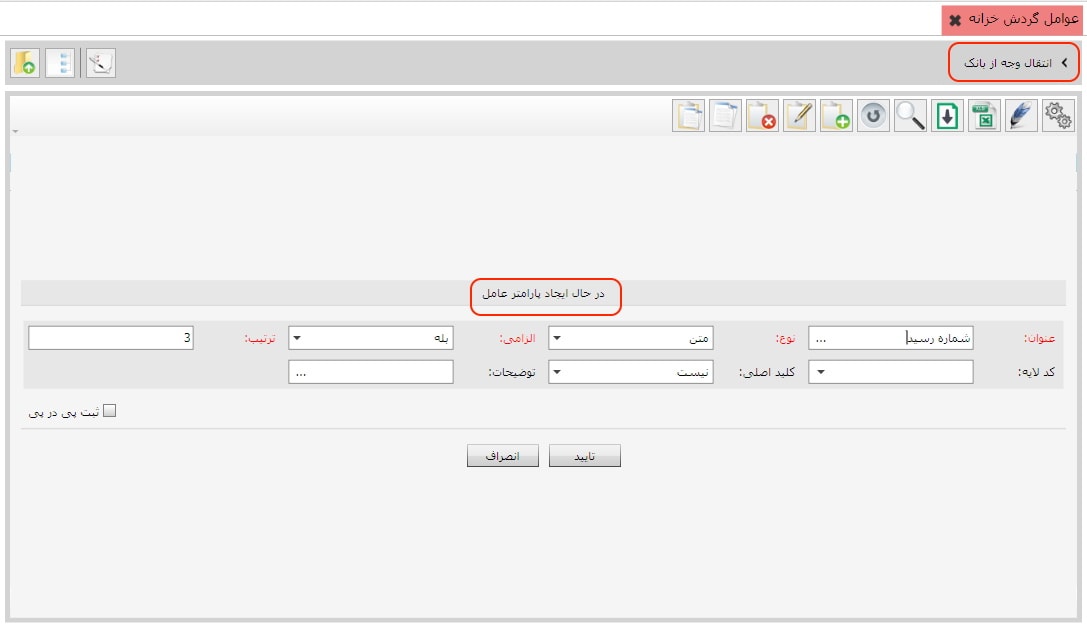 عوامل گردش خزانه
انتقال وجه از بانک
در حال ایجاد پارامتر عامل
عنوان: شماره رسید ... نوع: متن الزامی: بله ترتیب: 3
کد لایه: کلید اصلی: نیست توضیحات: ...
ثبت پی در پی
تایید انصراف